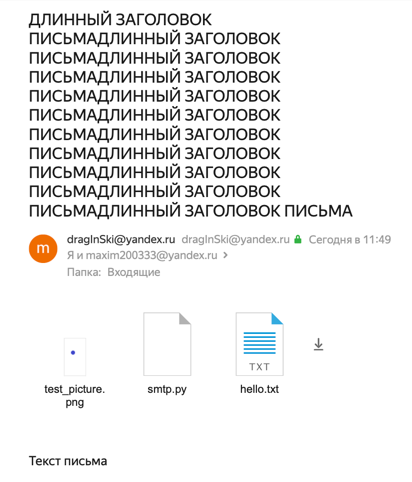 ДЛИННЫЙ ЗАГОЛОВОК
ПИСЬМАДЛИННЫЙ ЗАГОЛОВОК
ПИСЬМАДЛИННЫЙ ЗАГОЛОВОК
ПИСЬМАДЛИННЫЙ ЗАГОЛОВОК
ПИСЬМАДЛИННЫЙ ЗАГОЛОВОК
ПИСЬМАДЛИННЫЙ ЗАГОЛОВОК
ПИСЬМАДЛИННЫЙ ЗАГОЛОВОК
ПИСЬМАДЛИННЫЙ ЗАГОЛОВОК
ПИСЬМАДЛИННЫЙ ЗАГОЛОВОК
ПИСЬМАДЛИННЫЙ ЗАГОЛОВОК
ПИСЬМАДЛИННЫЙ ЗАГОЛОВОК ПИСЬМА
m
dragInSki@yandex.ru dragInSki@yandex.ru Сегодня в 11:49
Я и maxim200333@yandex.ru >
Папка: Входящие
TXT
test_picture.
png
smtp.py
hello.txt
Текст письма